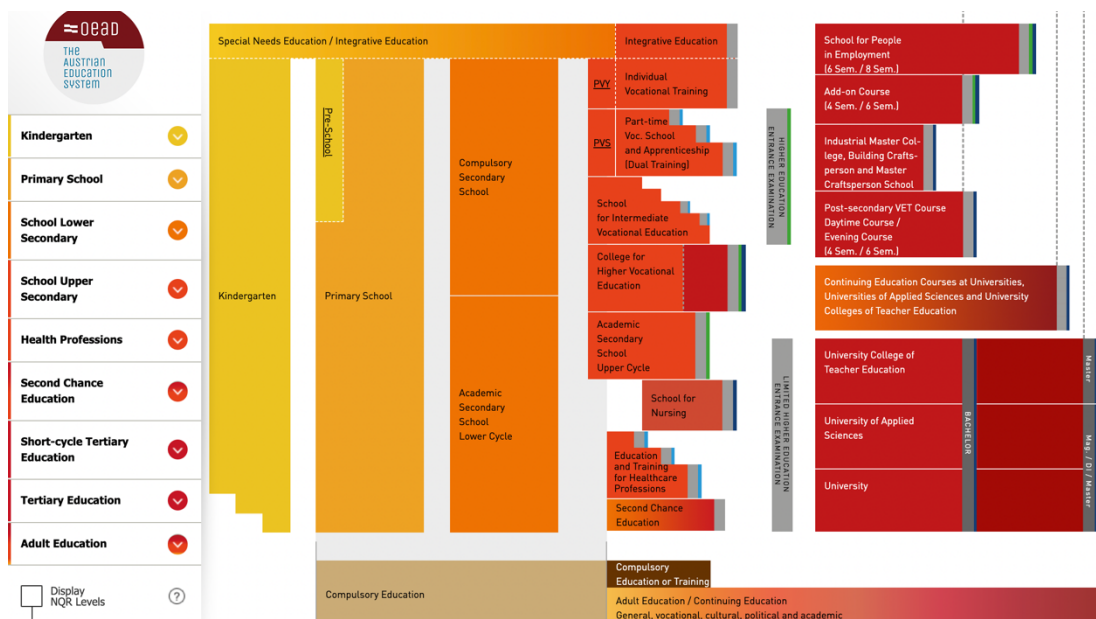 OeAD
THE
AUSTRIAN
EDUCATION
SYSTEM
Kindergarten
Primary School
School Lower
Secondary
School Upper
Secondary
Health Professions
Second Chance
Education
Short-cycle Tertiary
Education
Tertiary Education
Adult Education
Display
NQR Levels
?
Special Needs Education / Integrative Education
Integrative Education
Kindergarten
Pre-School
Primary School
Compulsory
Secondary
School
Academic
Secondary
School
Lower Cycle
PVY
Individual
Vocational Training
PVS
Part-time
Voc. School
and Apprenticeship
(Dual Training)
School
for Intermediate
Vocational Education
College for
Higher Vocational
Education
Academic
Secondary
School
Upper Cycle
School for
Nursing
Education
and Training
for Healthcare
Professions
Second Chance
Education
Compulsory Education
Compulsory
Education or Training
Adult Education / Continuing Education
General, vocational, cultural, political and academic
HIGHER EDUCATION
ENTRANCE EXAMINATION
LIMITED HIGHER EDUCATION
ENTRANCE EXAMINATION
School for People
in Employment
(6 Sem. / 8 Sem.)
Add-on Course
(4 Sem. / 6 Sem.)
Industrial Master Col-
lege, Building Crafts-
person and Master
Craftsperson School
Post-secondary VET Course
Daytime Course /
Evening Course
(4 Sem. / 6 Sem.)
Continuing Education Courses at Universities,
Universities of Applied Sciences and University
Colleges of Teacher Education
University College of
Teacher Education
University of Applied
Sciences
University
BACHELOR
Master
Mag. / DI / Master